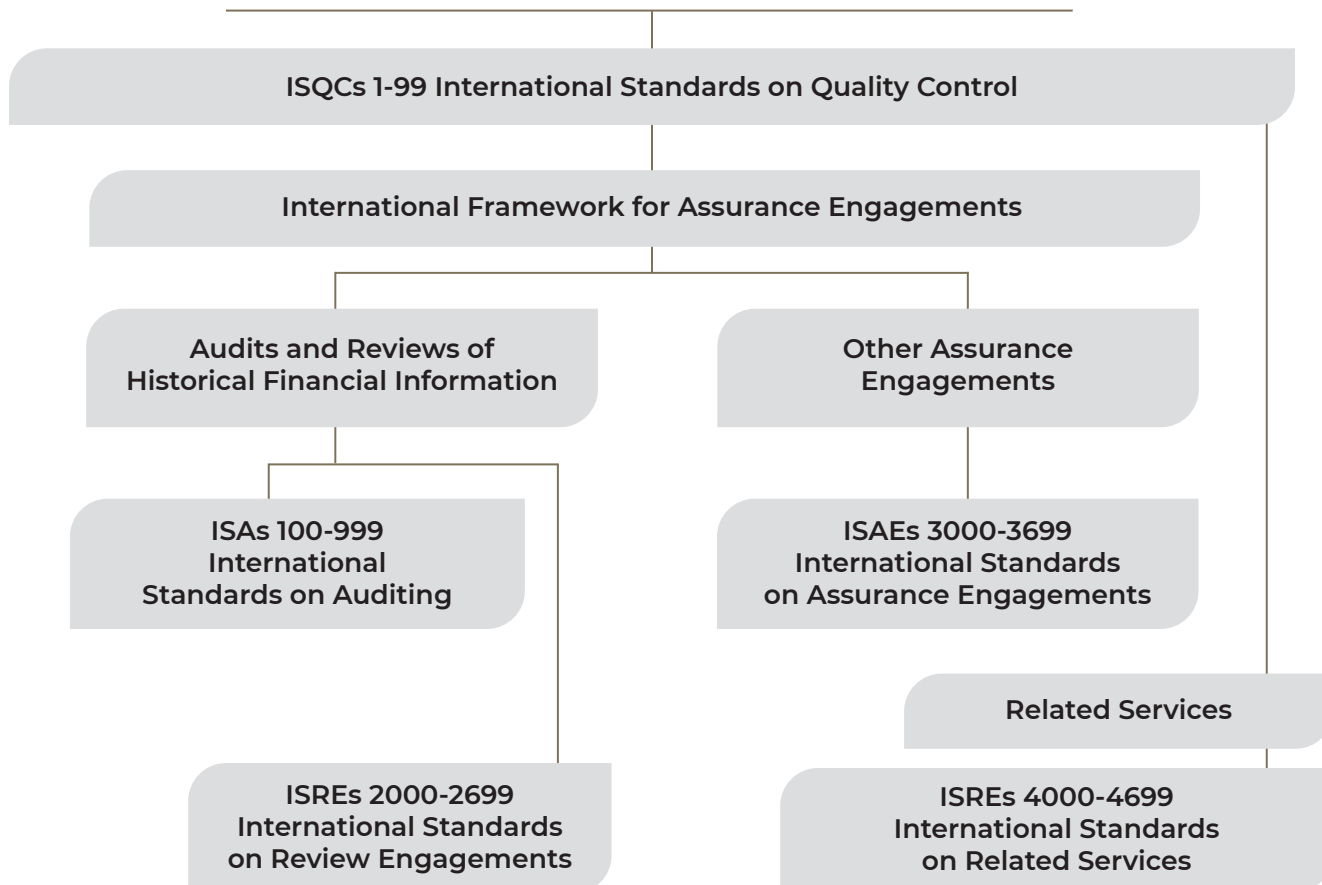 ISQCs 1-99 International Standards on Quality Control
International Framework for Assurance Engagements
Audits and Reviews of
Historical Financial Information
Other Assurance
Engagements
ISAs 100-999
International
Standards on Auditing
ISAEs 3000-3699
International Standards
on Assurance Engagements
Related Services
ISREs 2000-2699
International Standards
on Review Engagements
ISREs 4000-4699
International Standards
on Related Services